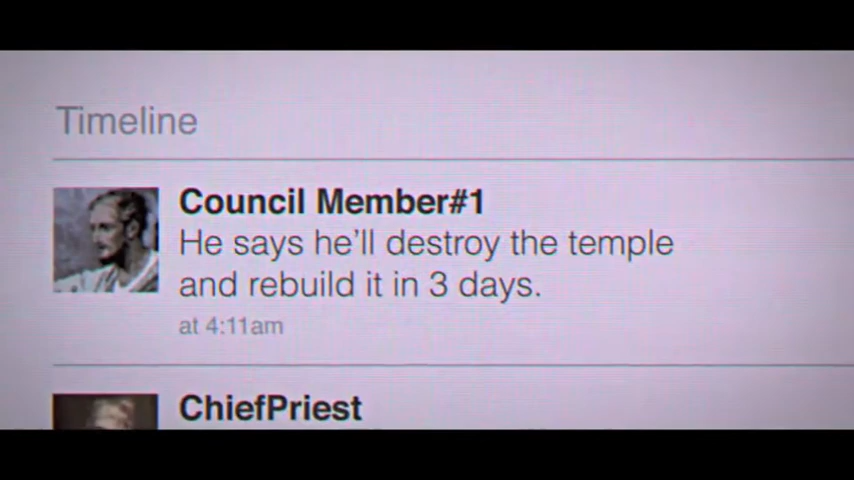 Timeline
Council Member#1
He says he'll destroy the temple
and rebuild it in 3 days.
at 4:11am
ChiefPriest